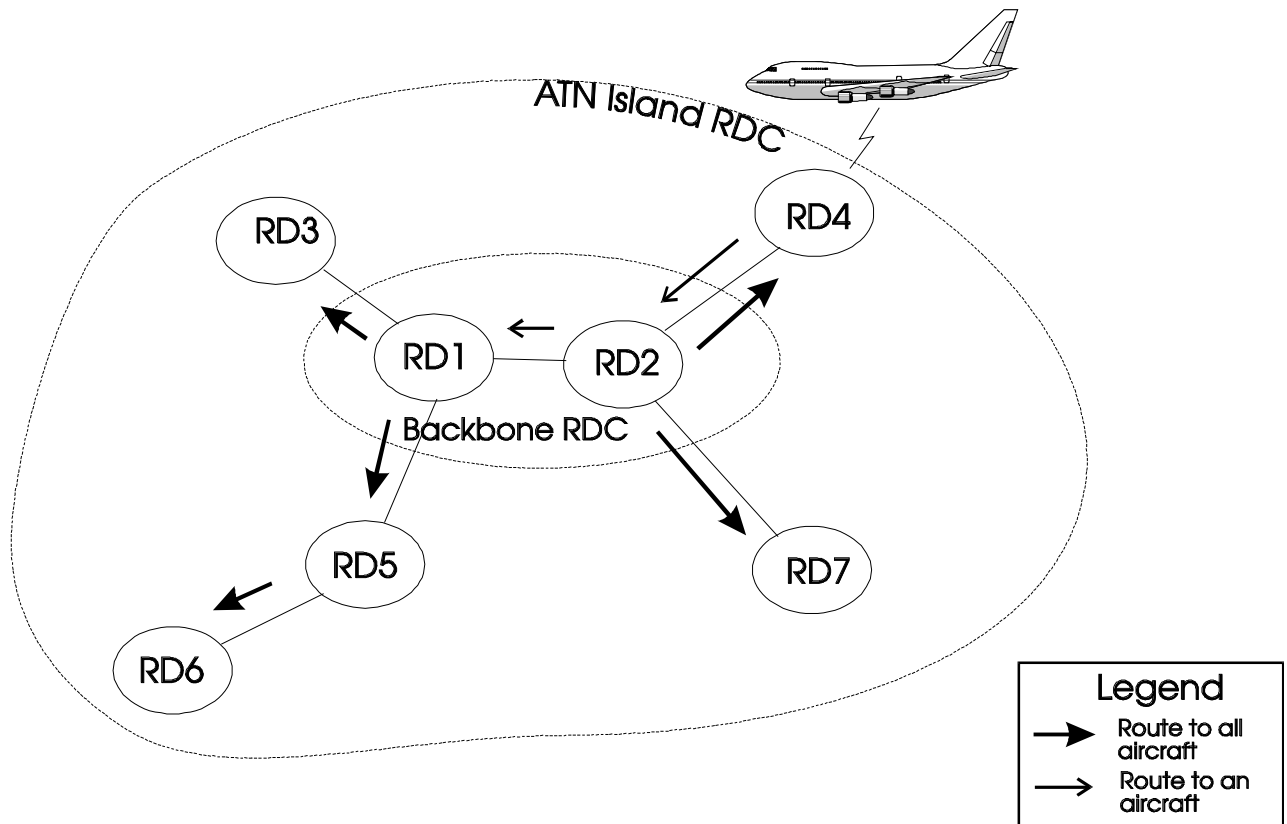 ATN Island RDC
RD4
RD3
RD1
RD2
Backbone RDC
RD5
RD7
RD6
Legend
Route to all
aircraft
Route to an
aircraft